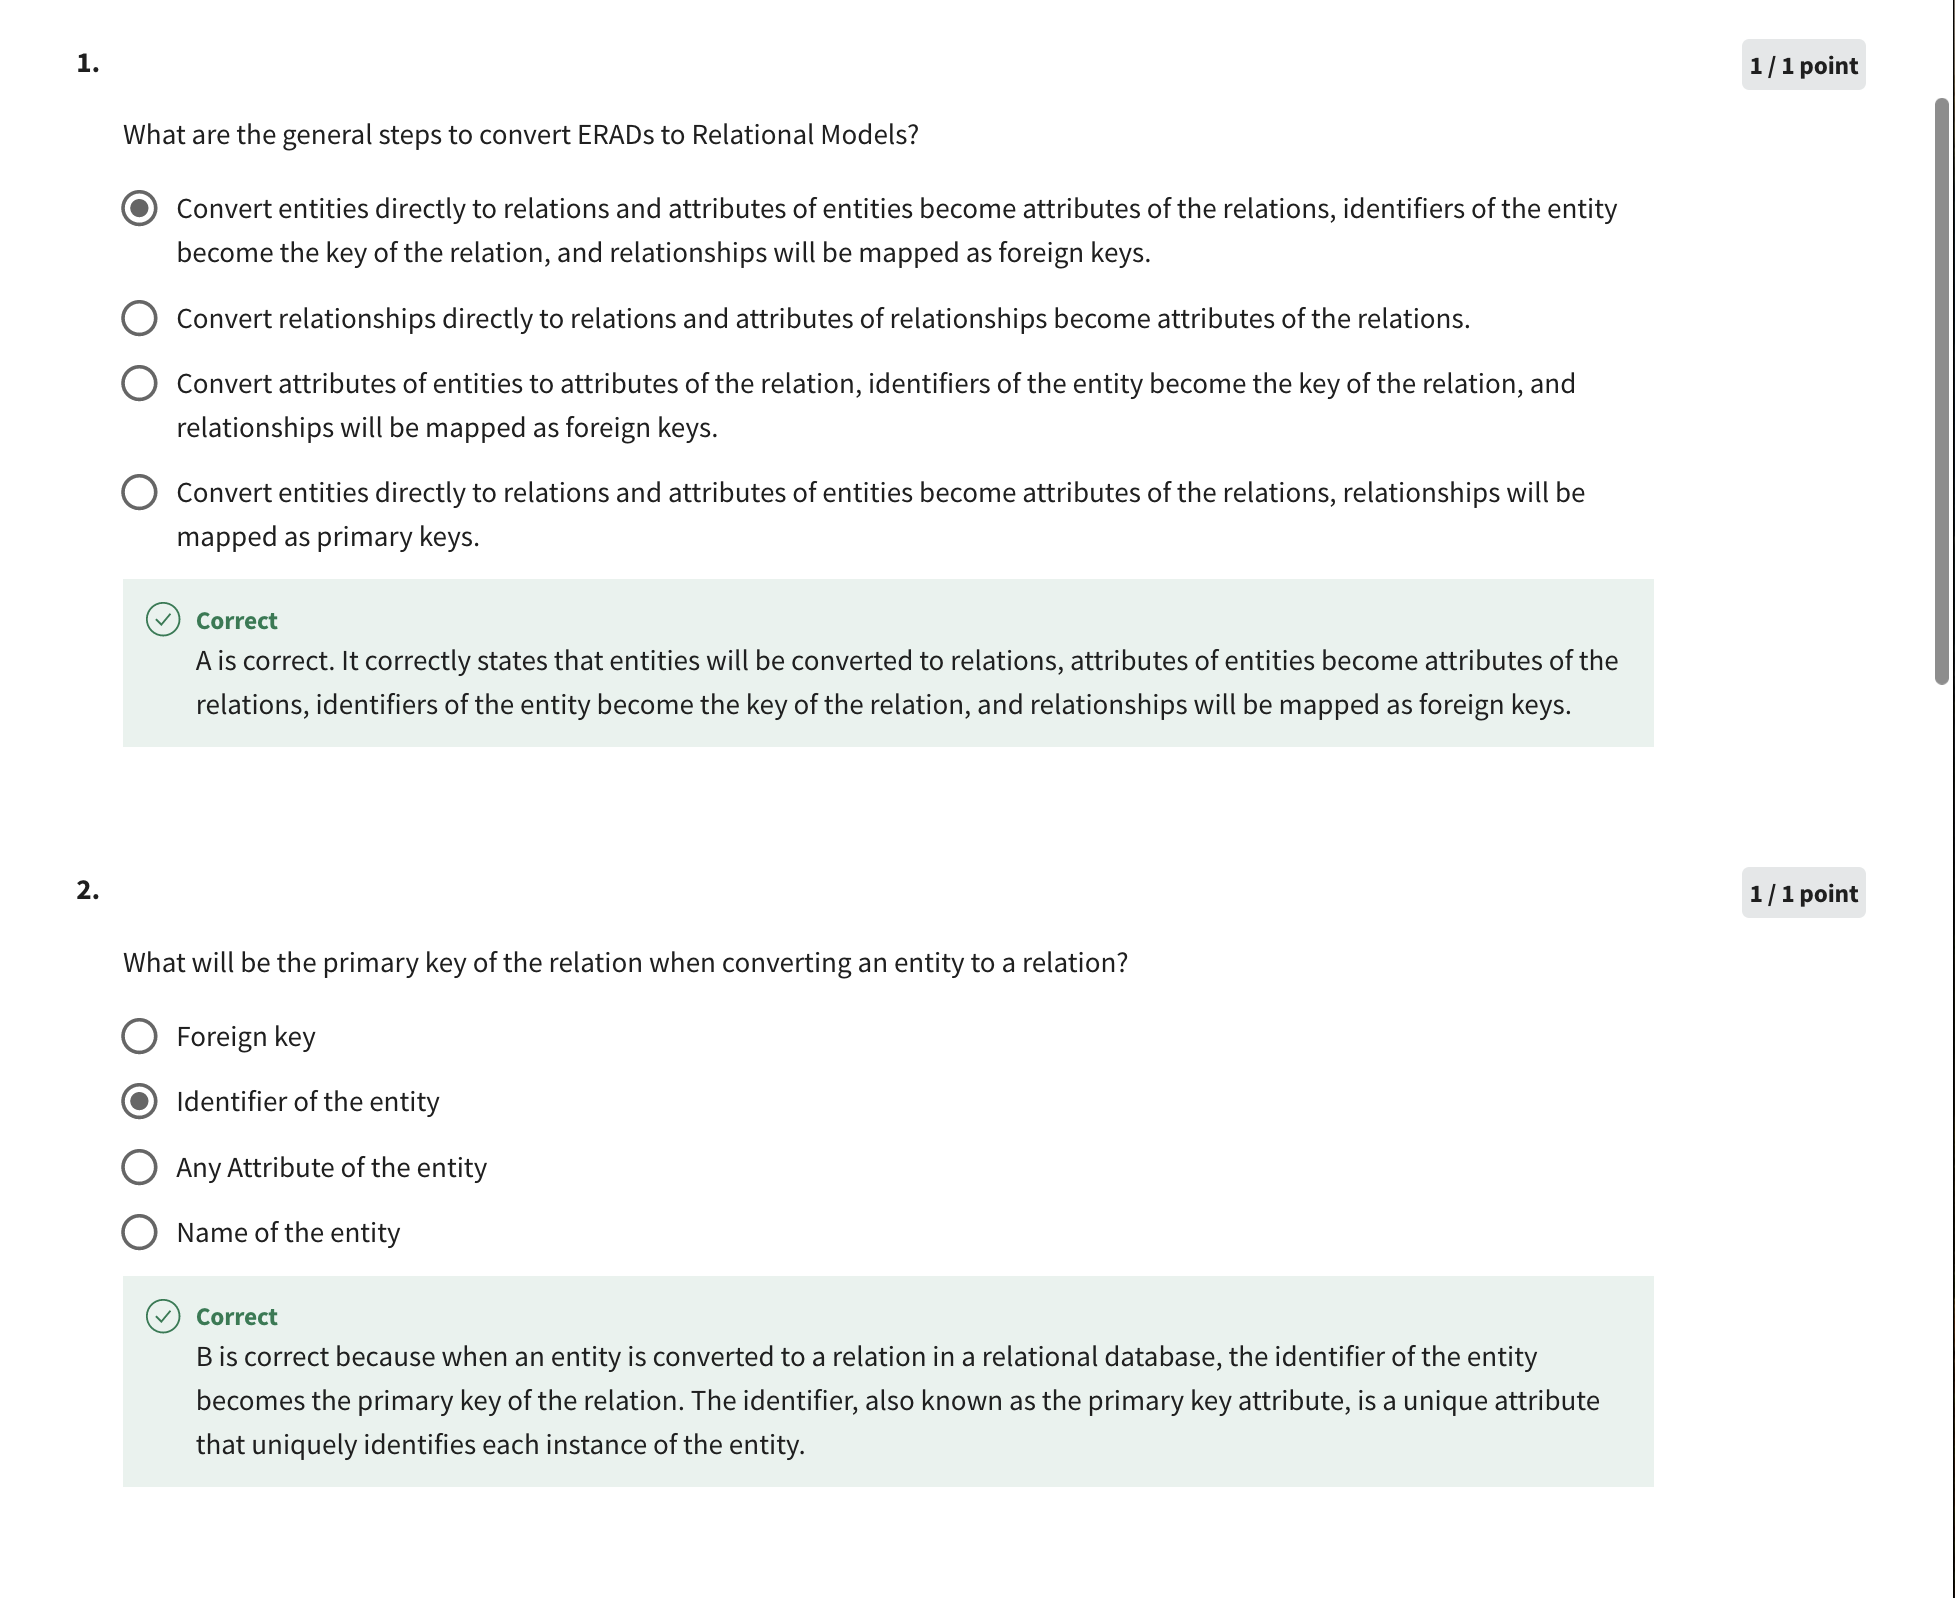 1.
1 / 1 point
What are the general steps to convert ERADs to Relational Models?
Convert entities directly to relations and attributes of entities become attributes of the relations, identifiers of the entity
become the key of the relation, and relationships will be mapped as foreign keys.
Convert relationships directly to relations and attributes of relationships become attributes of the relations.
Convert attributes of entities to attributes of the relation, identifiers of the entity become the key of the relation, and
relationships will be mapped as foreign keys.
Convert entities directly to relations and attributes of entities become attributes of the relations, relationships will be
mapped as primary keys.
Correct
A is correct. It correctly states that entities will be converted to relations, attributes of entities become attributes of the
relations, identifiers of the entity become the key of the relation, and relationships will be mapped as foreign keys.
2.
1 / 1 point
What will be the primary key of the relation when converting an entity to a relation?
Foreign key
Identifier of the entity
Any Attribute of the entity
Name of the entity
Correct
B is correct because when an entity is converted to a relation in a relational database, the identifier of the entity
becomes the primary key of the relation. The identifier, also known as the primary key attribute, is a unique attribute
that uniquely identifies each instance of the entity.